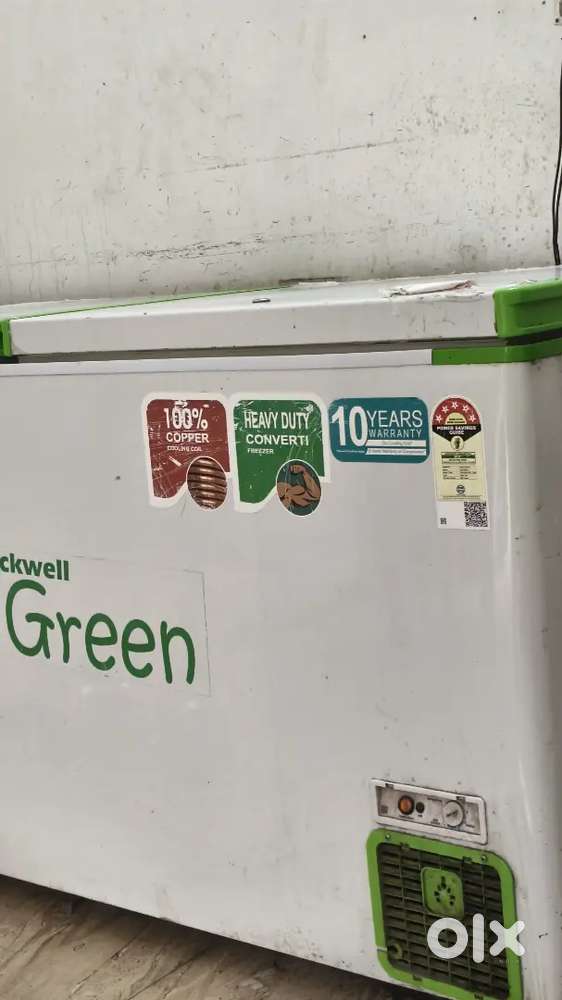 100%
COPPER
COOLING COIL
HEAVY DUTY
CONVERTI
FREEZER
10 YEARS
WARRANTY
POWER SAVINGS
GUIDE
ckwell
Green
olx